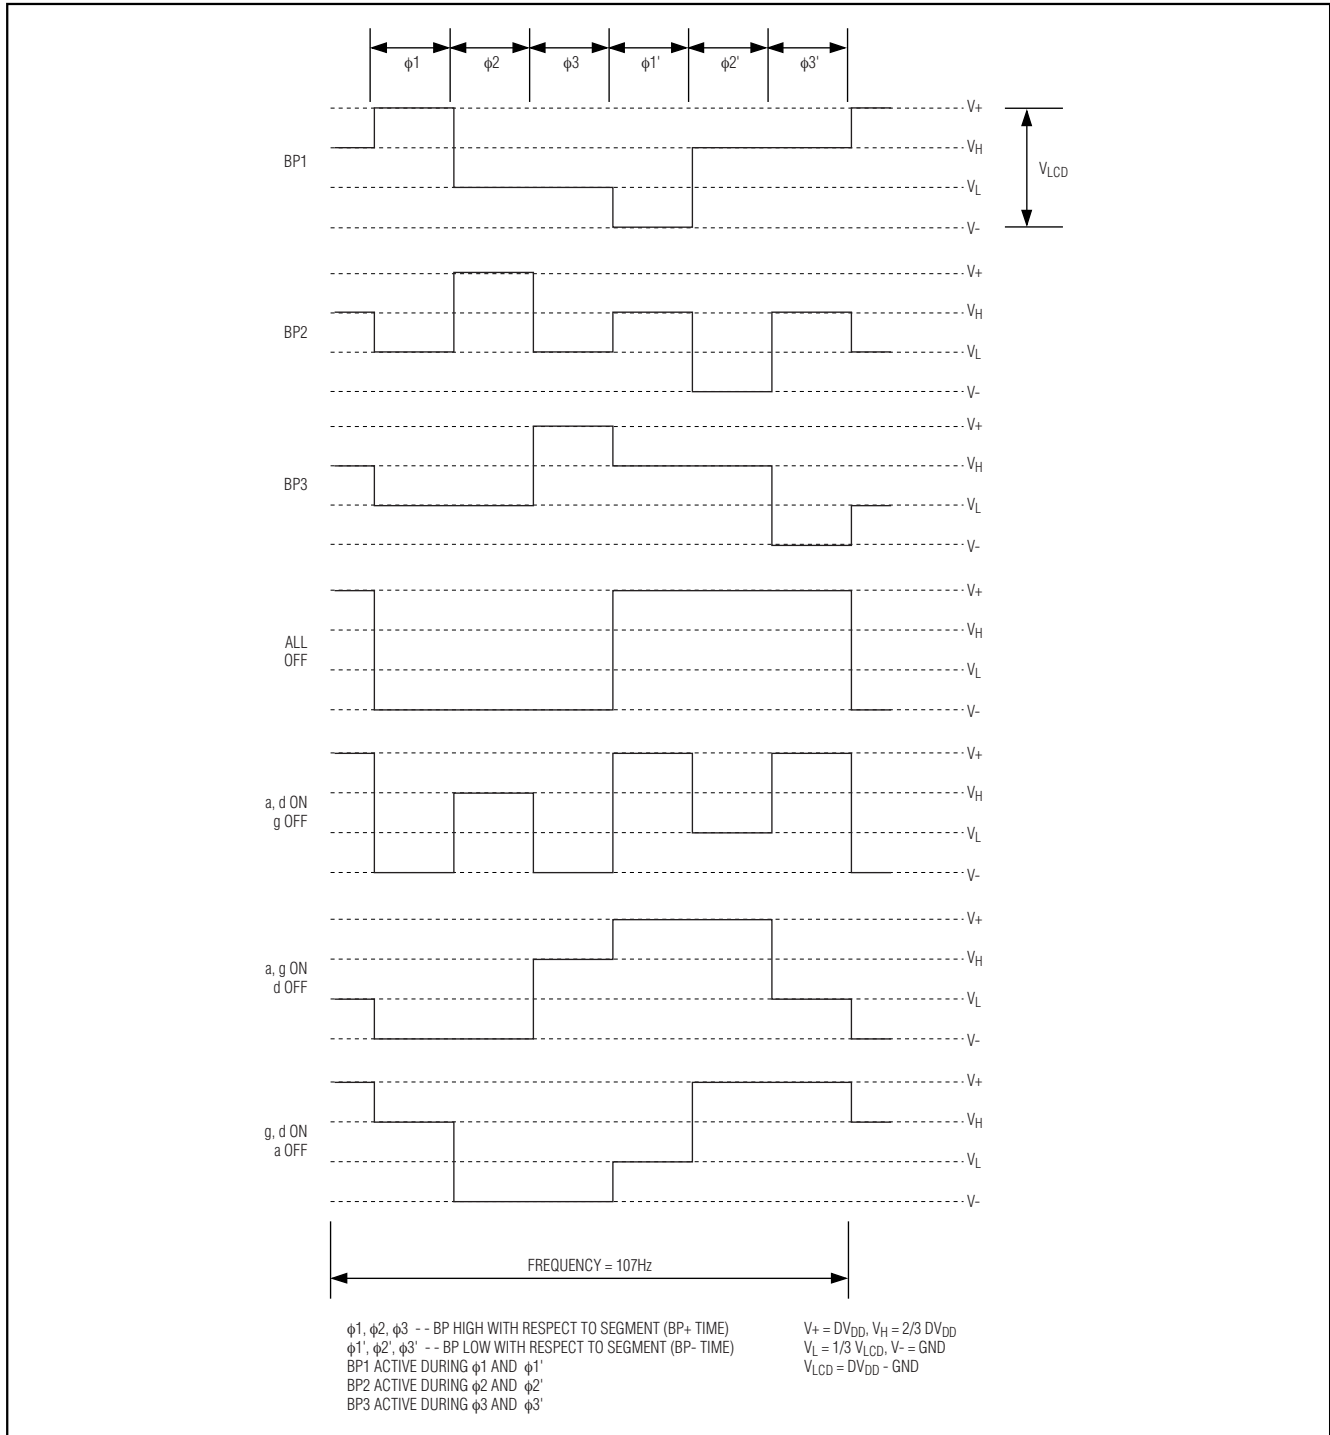 ϕ1 ϕ2 ϕ3 ϕ1' ϕ2' ϕ3'
V+
BP1
VH
VLCD
VL
V-
V+
VH
BP2
VL
V-
V+
VH
BP3
VL
V-
V+
VH
ALL
OFF
VL
V-
V+
VH
a, d ON
g OFF
VL
V-
V+
VH
a, g ON
d OFF
VL
V-
V+
VH
g, d ON
a OFF
VL
V-
FREQUENCY = 107Hz
ϕ1, ϕ2, ϕ3 - - BP HIGH WITH RESPECT TO SEGMENT (BP+ TIME)
ϕ1', ϕ2', ϕ3' - - BP LOW WITH RESPECT TO SEGMENT (BP- TIME)
BP1 ACTIVE DURING ϕ1 AND ϕ1'
BP2 ACTIVE DURING ϕ2 AND ϕ2'
BP3 ACTIVE DURING ϕ3 AND ϕ3'
V+ = DVDD, VH = 2/3 DVDD
VL = 1/3 VLCD, V- = GND
VLCD = DVDD - GND